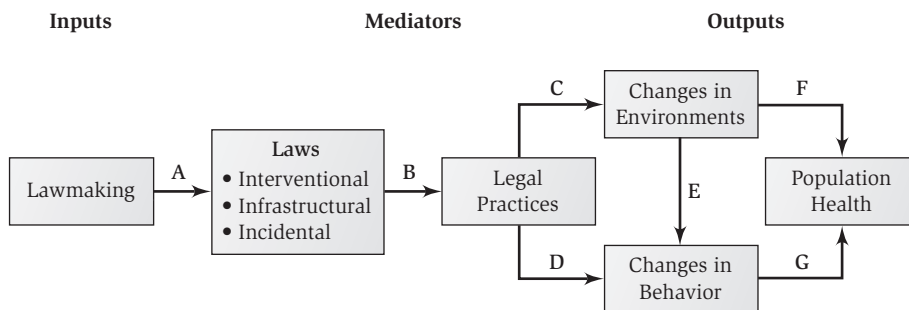 Inputs
Mediators
Outputs
Lawmaking
A
Laws
• Interventional
• Infrastructural
• Incidental
B
Legal
Practices
C
D
Changes in
Environments
E
Changes in
Behavior
F
G
Population
Health